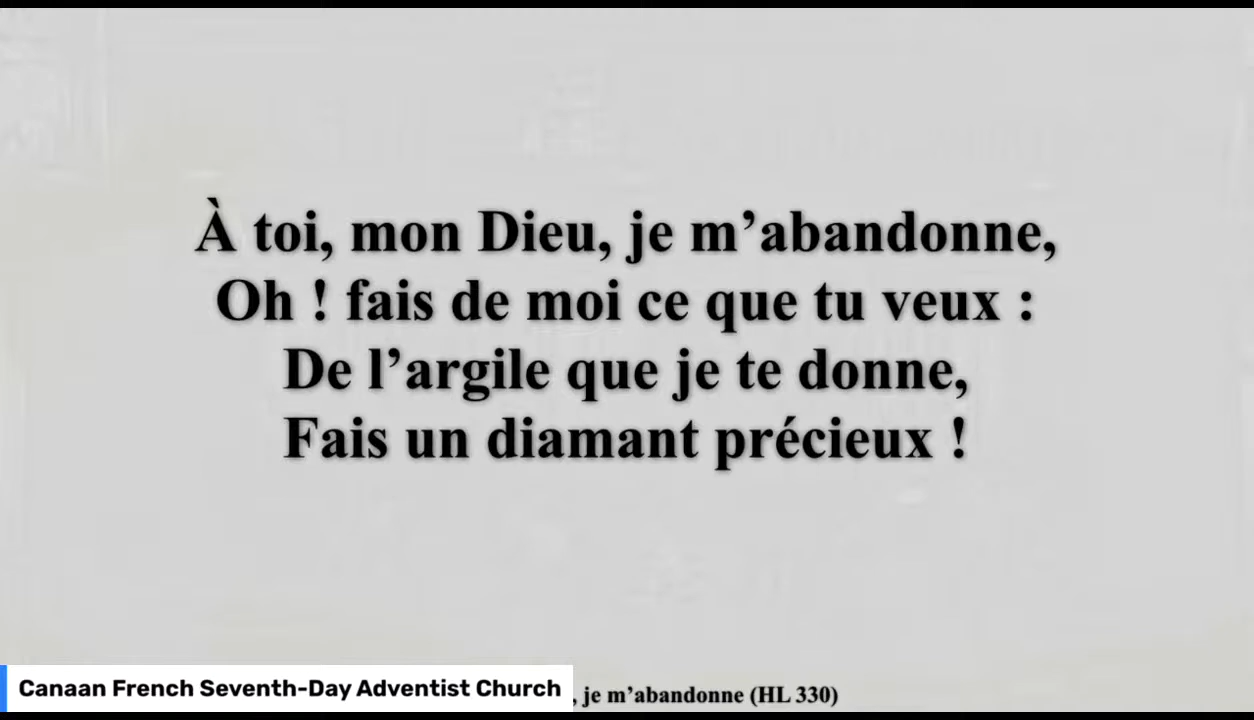 À toi, mon Dieu, je m’abandonne,
Oh ! fais de moi ce que tu veux :
De l’argile que je te donne,
Fais un diamant précieux !
Canaan French Seventh-Day Adventist Church
, je m’abandonne (HL 330)